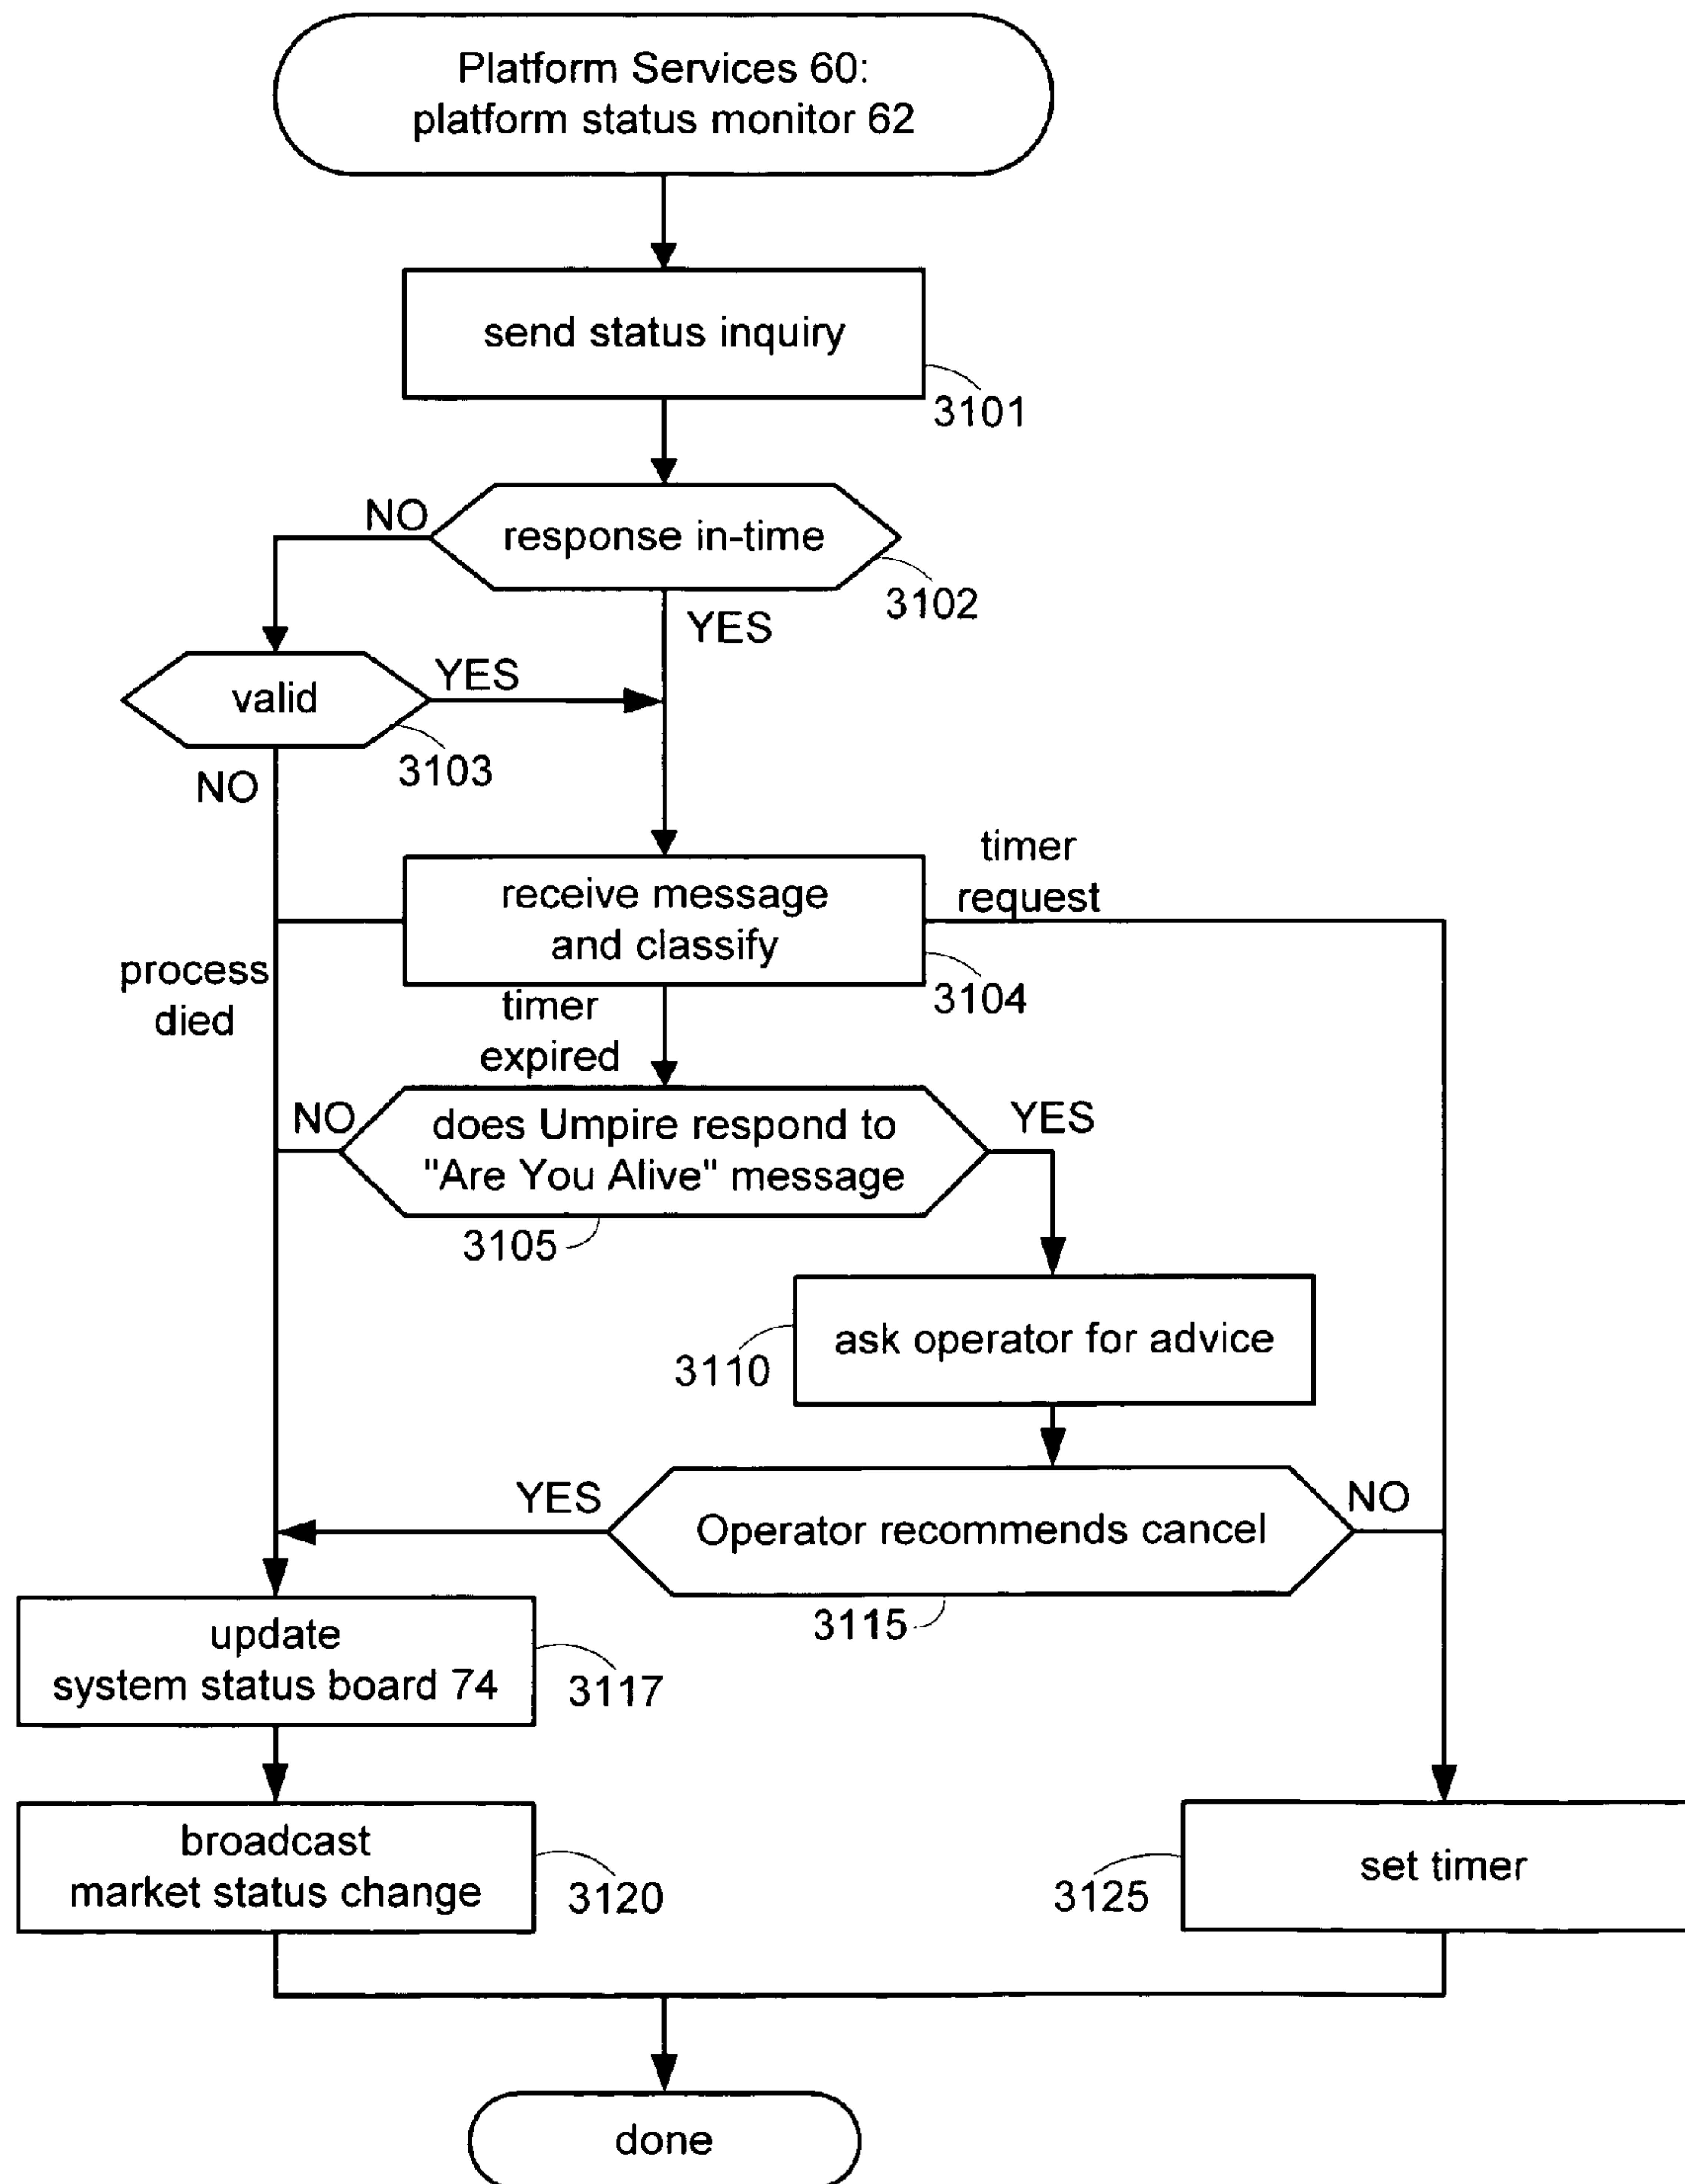 Platform Services 60:
platform status monitor 62
send status inquiry
3101
NO
response in-time
3102
YES
valid
YES
3103
NO
timer
request
receive message
and classify
3104
process
died
timer
expired
NO
does Umpire respond to
"Are You Alive" message
YES
3105
ask operator for advice
3110
YES
Operator recommends cancel
NO
3115
update
system status board 74
3117
broadcast
market status change
3120
set timer
3125
done